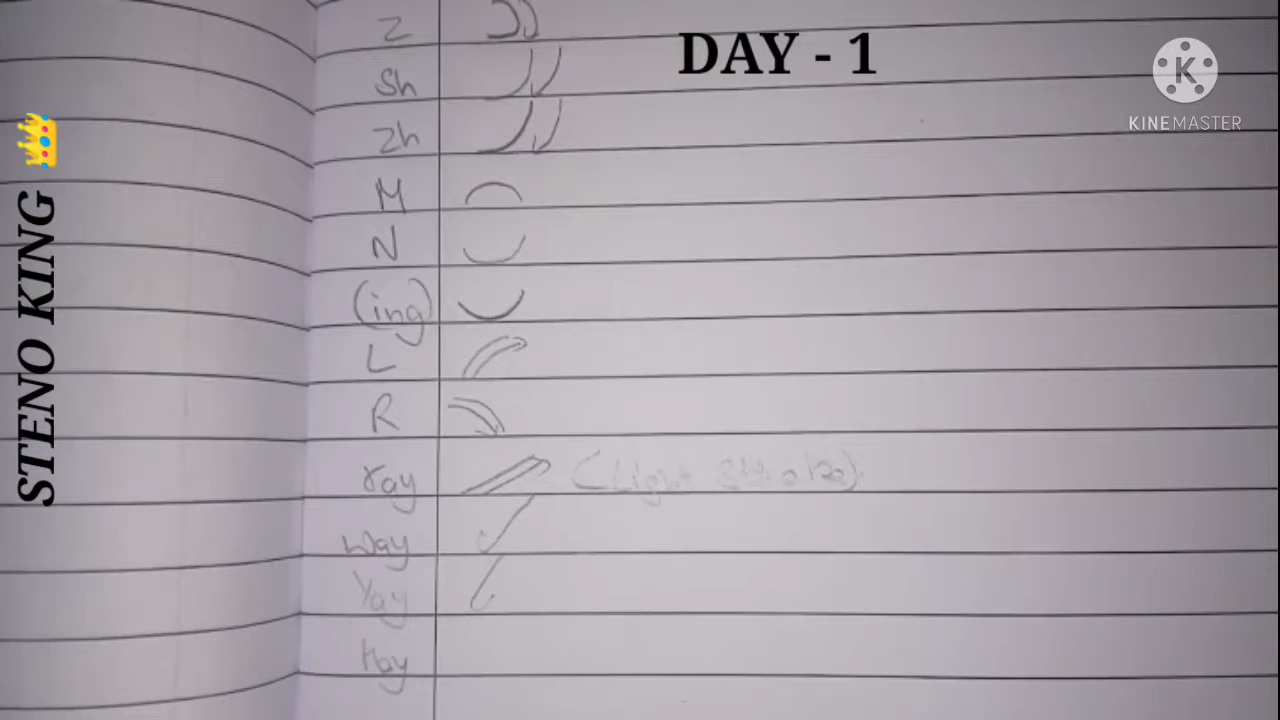 Z
DAY - 1
Sh
Zh
M
N
(ing)
L
R
ray (Light Stroke)
Way
Yay
Hay
STENO KING 👑
K
KINEMASTER